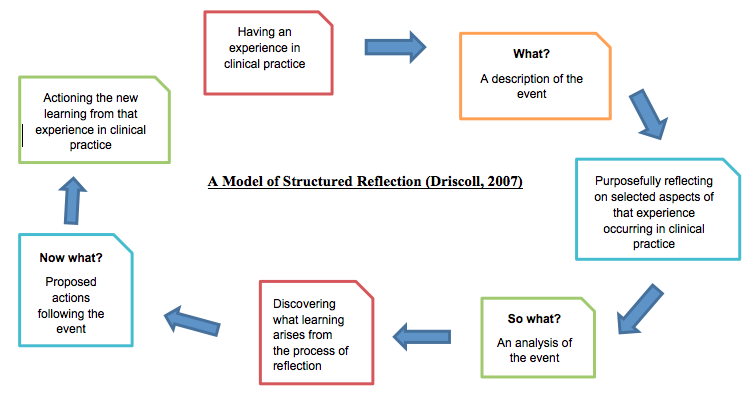 Having an
experience in
clinical practice
What?
A description of the
event
Purposefully reflecting
on selected aspects of
that experience
occurring in clinical
practice
So what?
An analysis of
the event
Discovering
what learning
arises from
the process of
reflection
Now what?
Proposed
actions
following the
event
Actioning the new
learning from that
experience in clinical
practice
A Model of Structured Reflection (Driscoll, 2007)